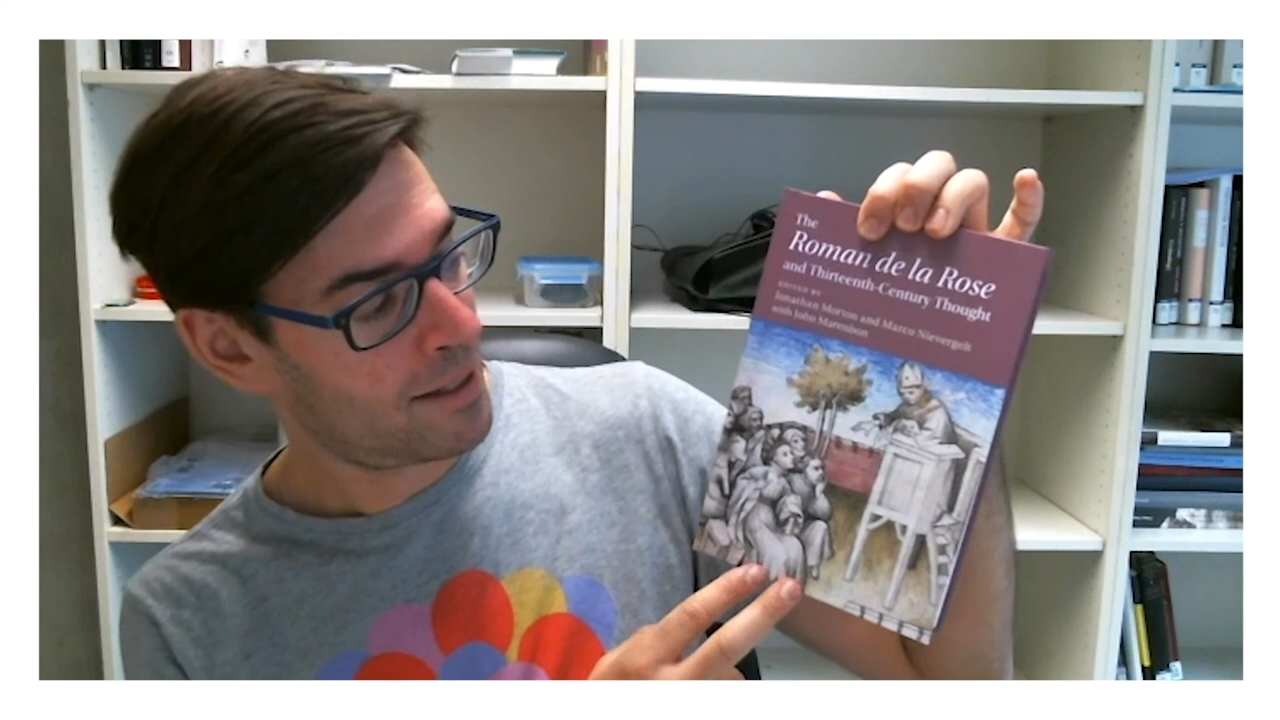 The
Roman de la Rose
and Thirteenth-Century Thought
EDITED BY
Jonathan Morton and Marco Nievergelt
with John Marenbon